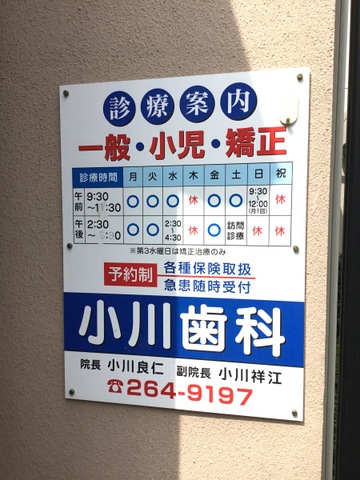 診療案内
一般・小児・矯正
診療時間 月 火 水 木 金 土 日 祝
午前 9:30 〇 〇 〇 休 〇 〇 9:30〜12:00(月1回) 休
午後 2:30 〇 〇 2:30〜4:30 休 〇 訪問診療 休 休
※第3水曜日は矯正治療のみ
予約制 各種保険取扱
急患随時受付
小川歯科
院長 小川良仁 副院長 小川祥江
☎264-9197